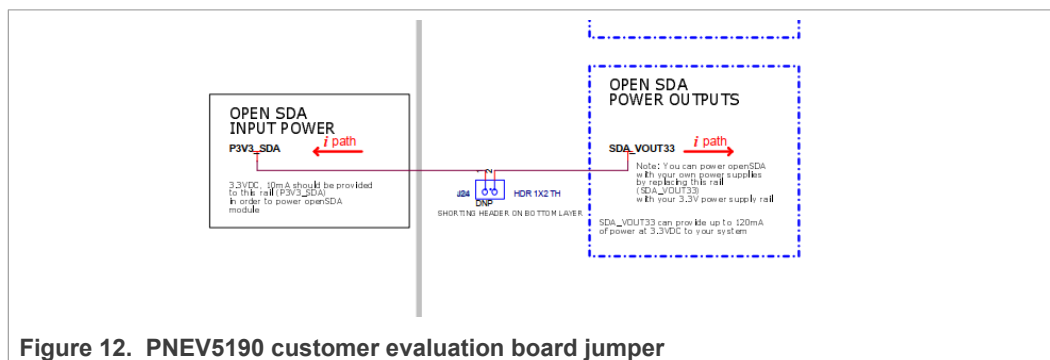 OPEN SDA
INPUT POWER
P3V3_SDA
i path
3.3VDC, 10mA should be provided
to this rail (P3V3_SDA)
in order to power openSDA
module
1
2
J24
HDR 1X2 TH
DNP
SHORTING HEADER ON BOTTOM LAYER
OPEN SDA
POWER OUTPUTS
SDA_VOUT33
i path
Note: You can power openSDA
with your own power supplies
by replacing this rail
(SDA_VOUT33)
with your 3.3V power supply rail
SDA_VOUT33 can provide up to 120mA
of power at 3.3VDC to your system
Figure 12. PNEV5190 customer evaluation board jumper